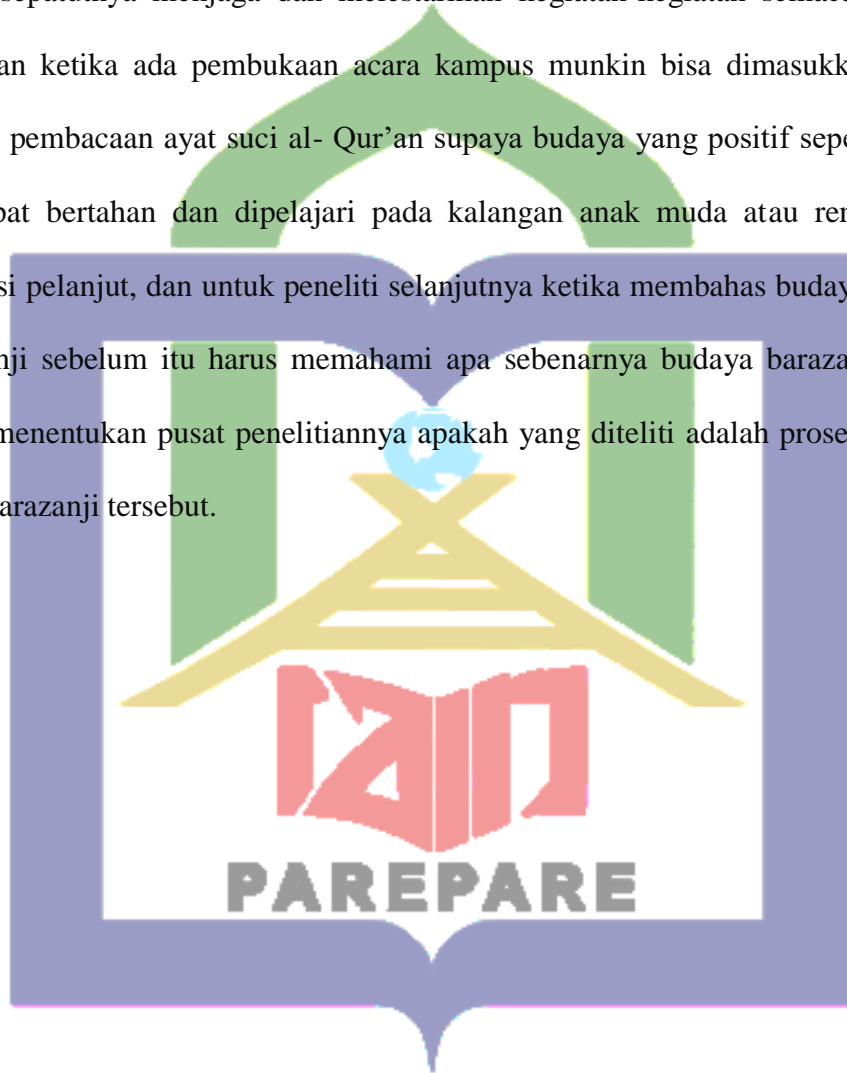 sepatutnya menjaga dan melestarikan kegiatan-kegiatan
an ketika ada pembukaan acara kampus munkin bisa dimasukk
pembacaan ayat suci al- Qur’an supaya budaya yang positif sepe
pat bertahan dan dipelajari pada kalangan anak muda atau rer
si pelanjut, dan untuk peneliti selanjutnya ketika membahas buday
nji sebelum itu harus memahami apa sebenarnya budaya baraza
menentukan pusat penelitiannya apakah yang diteliti adalah prose
arazanji tersebut.
iain
PAREPARE